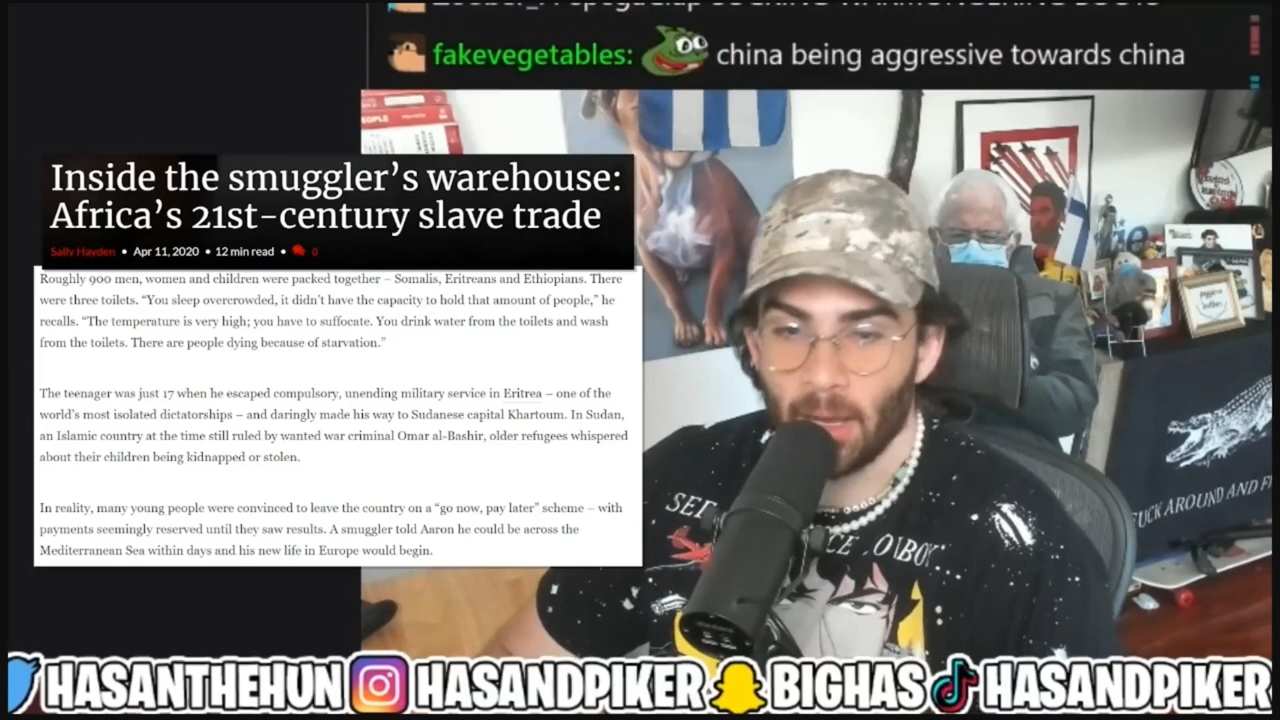 fakevegetables: china being aggressive towards china
Inside the smuggler’s warehouse:
Africa’s 21st-century slave trade
Sally Hayden • Apr 11, 2020 • 12 min read • 0
Roughly 900 men, women and children were packed together – Somalis, Eritreans and Ethiopians. There
were three toilets. “You sleep overcrowded, it didn’t have the capacity to hold that amount of people,” he
recalls. “The temperature is very high; you have to suffocate. You drink water from the toilets and wash
from the toilets. There are people dying because of starvation.”
The teenager was just 17 when he escaped compulsory, unending military service in Eritrea – one of the
world’s most isolated dictatorships – and daringly made his way to Sudanese capital Khartoum. In Sudan,
an Islamic country at the time still ruled by wanted war criminal Omar al-Bashir, older refugees whispered
about their children being kidnapped or stolen.
In reality, many young people were convinced to leave the country on a “go now, pay later” scheme – with
payments seemingly reserved until they saw results. A smuggler told Aaron he could be across the
Mediterranean Sea within days and his new life in Europe would begin.
PEOPLE
UCK AROUND AND F
HASANTHEHUN HASANDPIKER BIGHAS HASANDPIKER